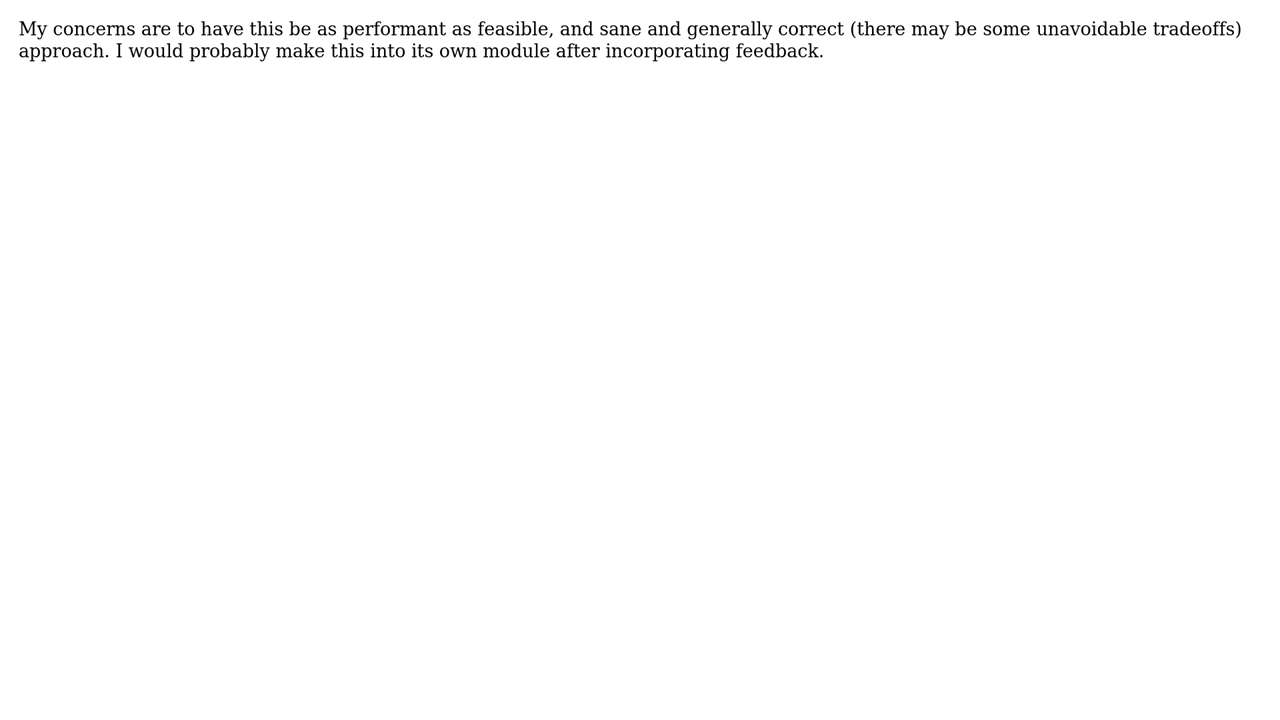 My concerns are to have this be as performant as feasible, and sane and generally correct (there may be some unavoidable tradeoffs)
approach. I would probably make this into its own module after incorporating feedback.